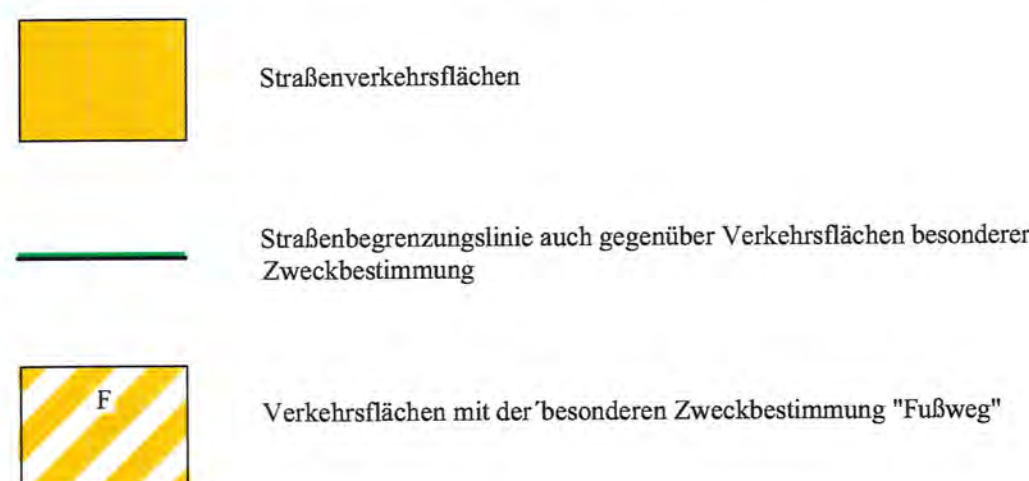 Straßenverkehrsflächen
Straßenbegrenzungslinie auch gegenüber Verkehrsflächen besonderer
Zweckbestimmung
F
Verkehrsflächen mit der´besonderen Zweckbestimmung "Fußweg"